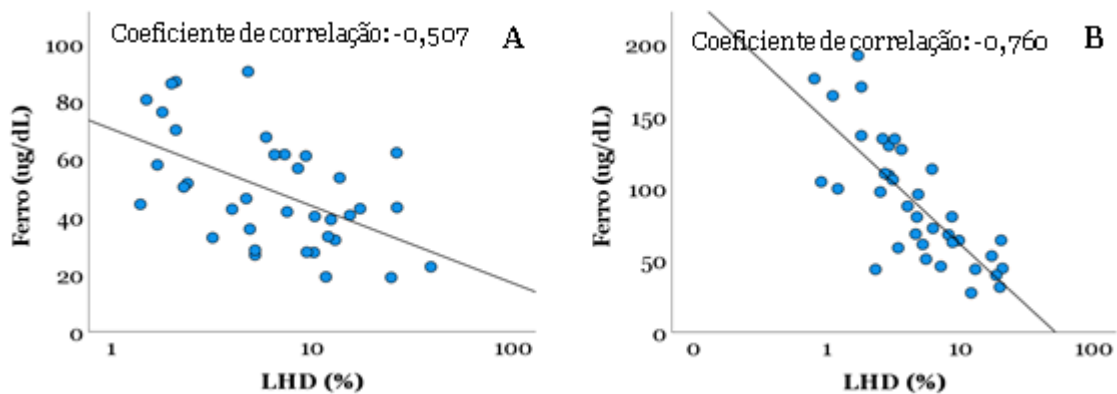 Coeficiente de correlação: -0,507 A
100
80
60
40
20
0
Ferro (ug/dL)
1 10 100
LHD (%)
Coeficiente de correlação: -0,760 B
200
150
100
50
0
Ferro (ug/dL)
0 1 10 100
LHD (%)